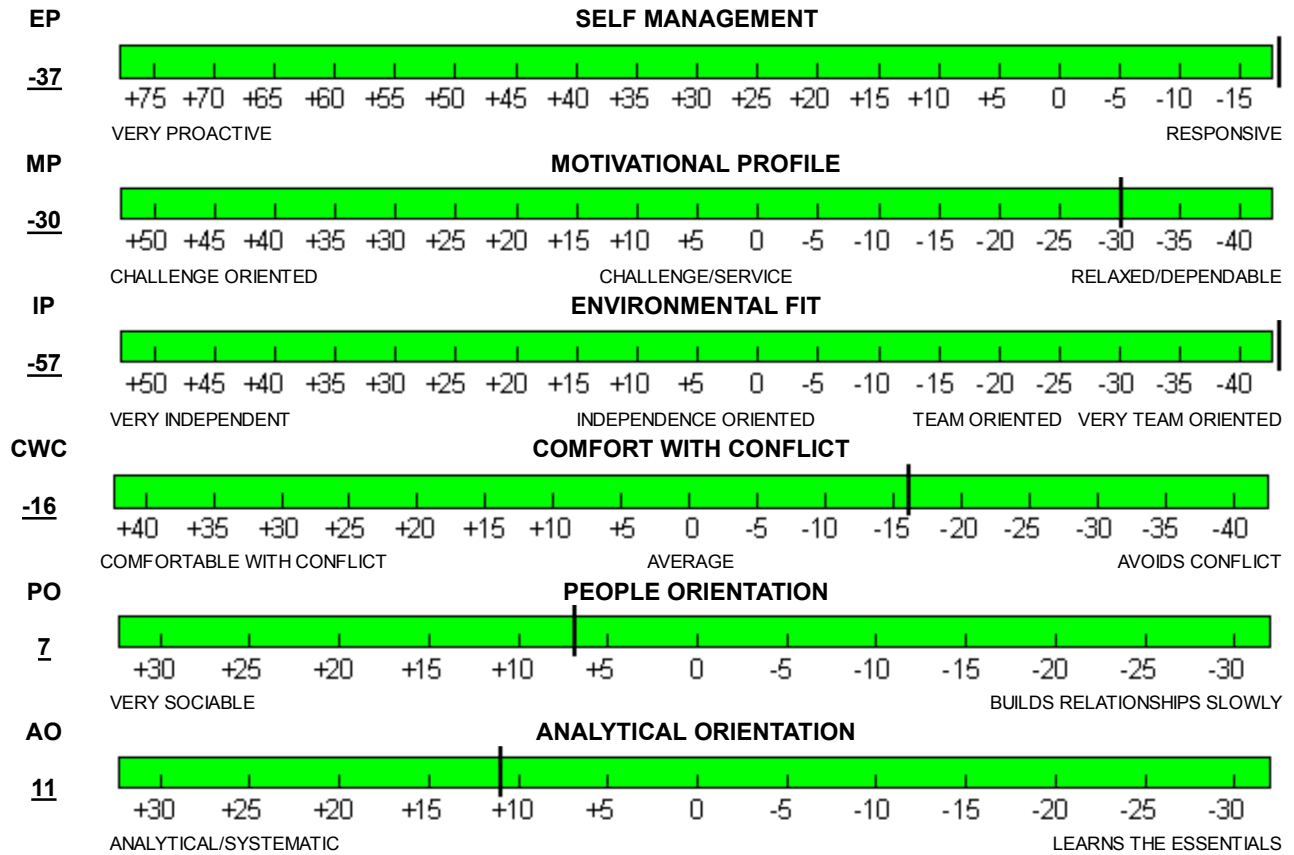 EP SELF MANAGEMENT
-37
+75 +70 +65 +60 +55 +50 +45 +40 +35 +30 +25 +20 +15 +10 +5 0 -5 -10 -15
VERY PROACTIVE RESPONSIVE
MP MOTIVATIONAL PROFILE
-30
+50 +45 +40 +35 +30 +25 +20 +15 +10 +5 0 -5 -10 -15 -20 -25 -30 -35 -40
CHALLENGE ORIENTED CHALLENGE/SERVICE RELAXED/DEPENDABLE
IP ENVIRONMENTAL FIT
-57
+50 +45 +40 +35 +30 +25 +20 +15 +10 +5 0 -5 -10 -15 -20 -25 -30 -35 -40
VERY INDEPENDENT INDEPENDENCE ORIENTED TEAM ORIENTED VERY TEAM ORIENTED
CWC COMFORT WITH CONFLICT
-16
+40 +35 +30 +25 +20 +15 +10 +5 0 -5 -10 -15 -20 -25 -30 -35 -40
COMFORTABLE WITH CONFLICT AVERAGE AVOIDS CONFLICT
PO PEOPLE ORIENTATION
7
+30 +25 +20 +15 +10 +5 0 -5 -10 -15 -20 -25 -30
VERY SOCIABLE BUILDS RELATIONSHIPS SLOWLY
AO ANALYTICAL ORIENTATION
11
+30 +25 +20 +15 +10 +5 0 -5 -10 -15 -20 -25 -30
ANALYTICAL/SYSTEMATIC LEARNS THE ESSENTIALS